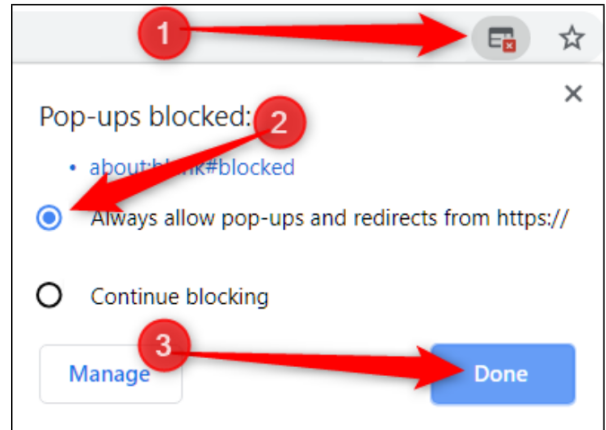 1
Pop-ups blocked:
2
• about:blank#blocked
Always allow pop-ups and redirects from https://
Continue blocking
3
Manage
Done